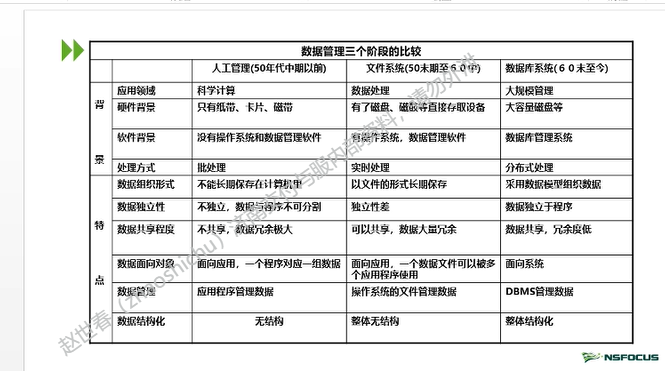 数据管理三个阶段的比较
人工管理(50年代中期以前) 文件系统(50末期至60中) 数据库系统(60末至今)
背景
应用领域 科学计算 数据处理 大规模管理
硬件背景 只有纸带、卡片、磁带 有了磁盘、磁鼓等直接存取设备 大容量磁盘等
软件背景 没有操作系统和数据管理软件 有操作系统，数据管理软件 数据库管理系统
处理方式 批处理 实时处理 分布式处理
特点
数据组织形式 不能长期保存在计算机里 以文件的形式长期保存 采用数据模型组织数据
数据独立性 不独立，数据与程序不可分割 独立性差 数据独立于程序
数据共享程度 不共享，数据冗余极大 可以共享，数据大量冗余 数据共享，冗余度低
数据面向对象 面向应用，一个程序对应一组数据 面向应用，一个数据文件可以被多
个应用程序使用 面向系统
数据管理 应用程序管理数据 操作系统的文件管理数据 DBMS管理数据
数据结构化 无结构 整体无结构 整体结构化
赵世春（zhaoshichu）济南交付与服内部资料，请勿外泄
NSFOCUS